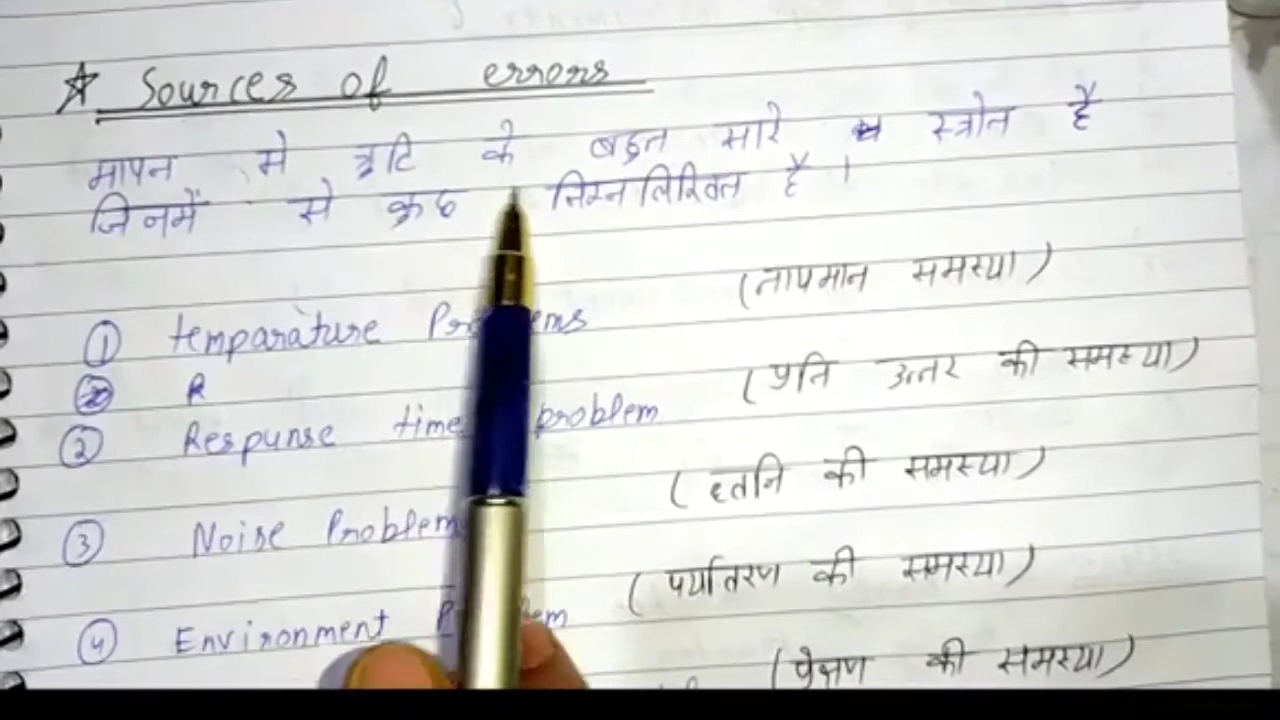 ☆ Sources of errors
मापन मे त्रुटि के बहुत सारे स्त्रोत है
जिनमें से कुछ निम्नलिखित है ।
(तापमान समस्या)
① temparature
(प्रति उत्तर की समस्या)
② Respunse time problem
(ध्वनि की समस्या)
③ Noise Problem
(पर्यावरण की समस्या)
④ Environment
(प्रेक्षण की समस्या)